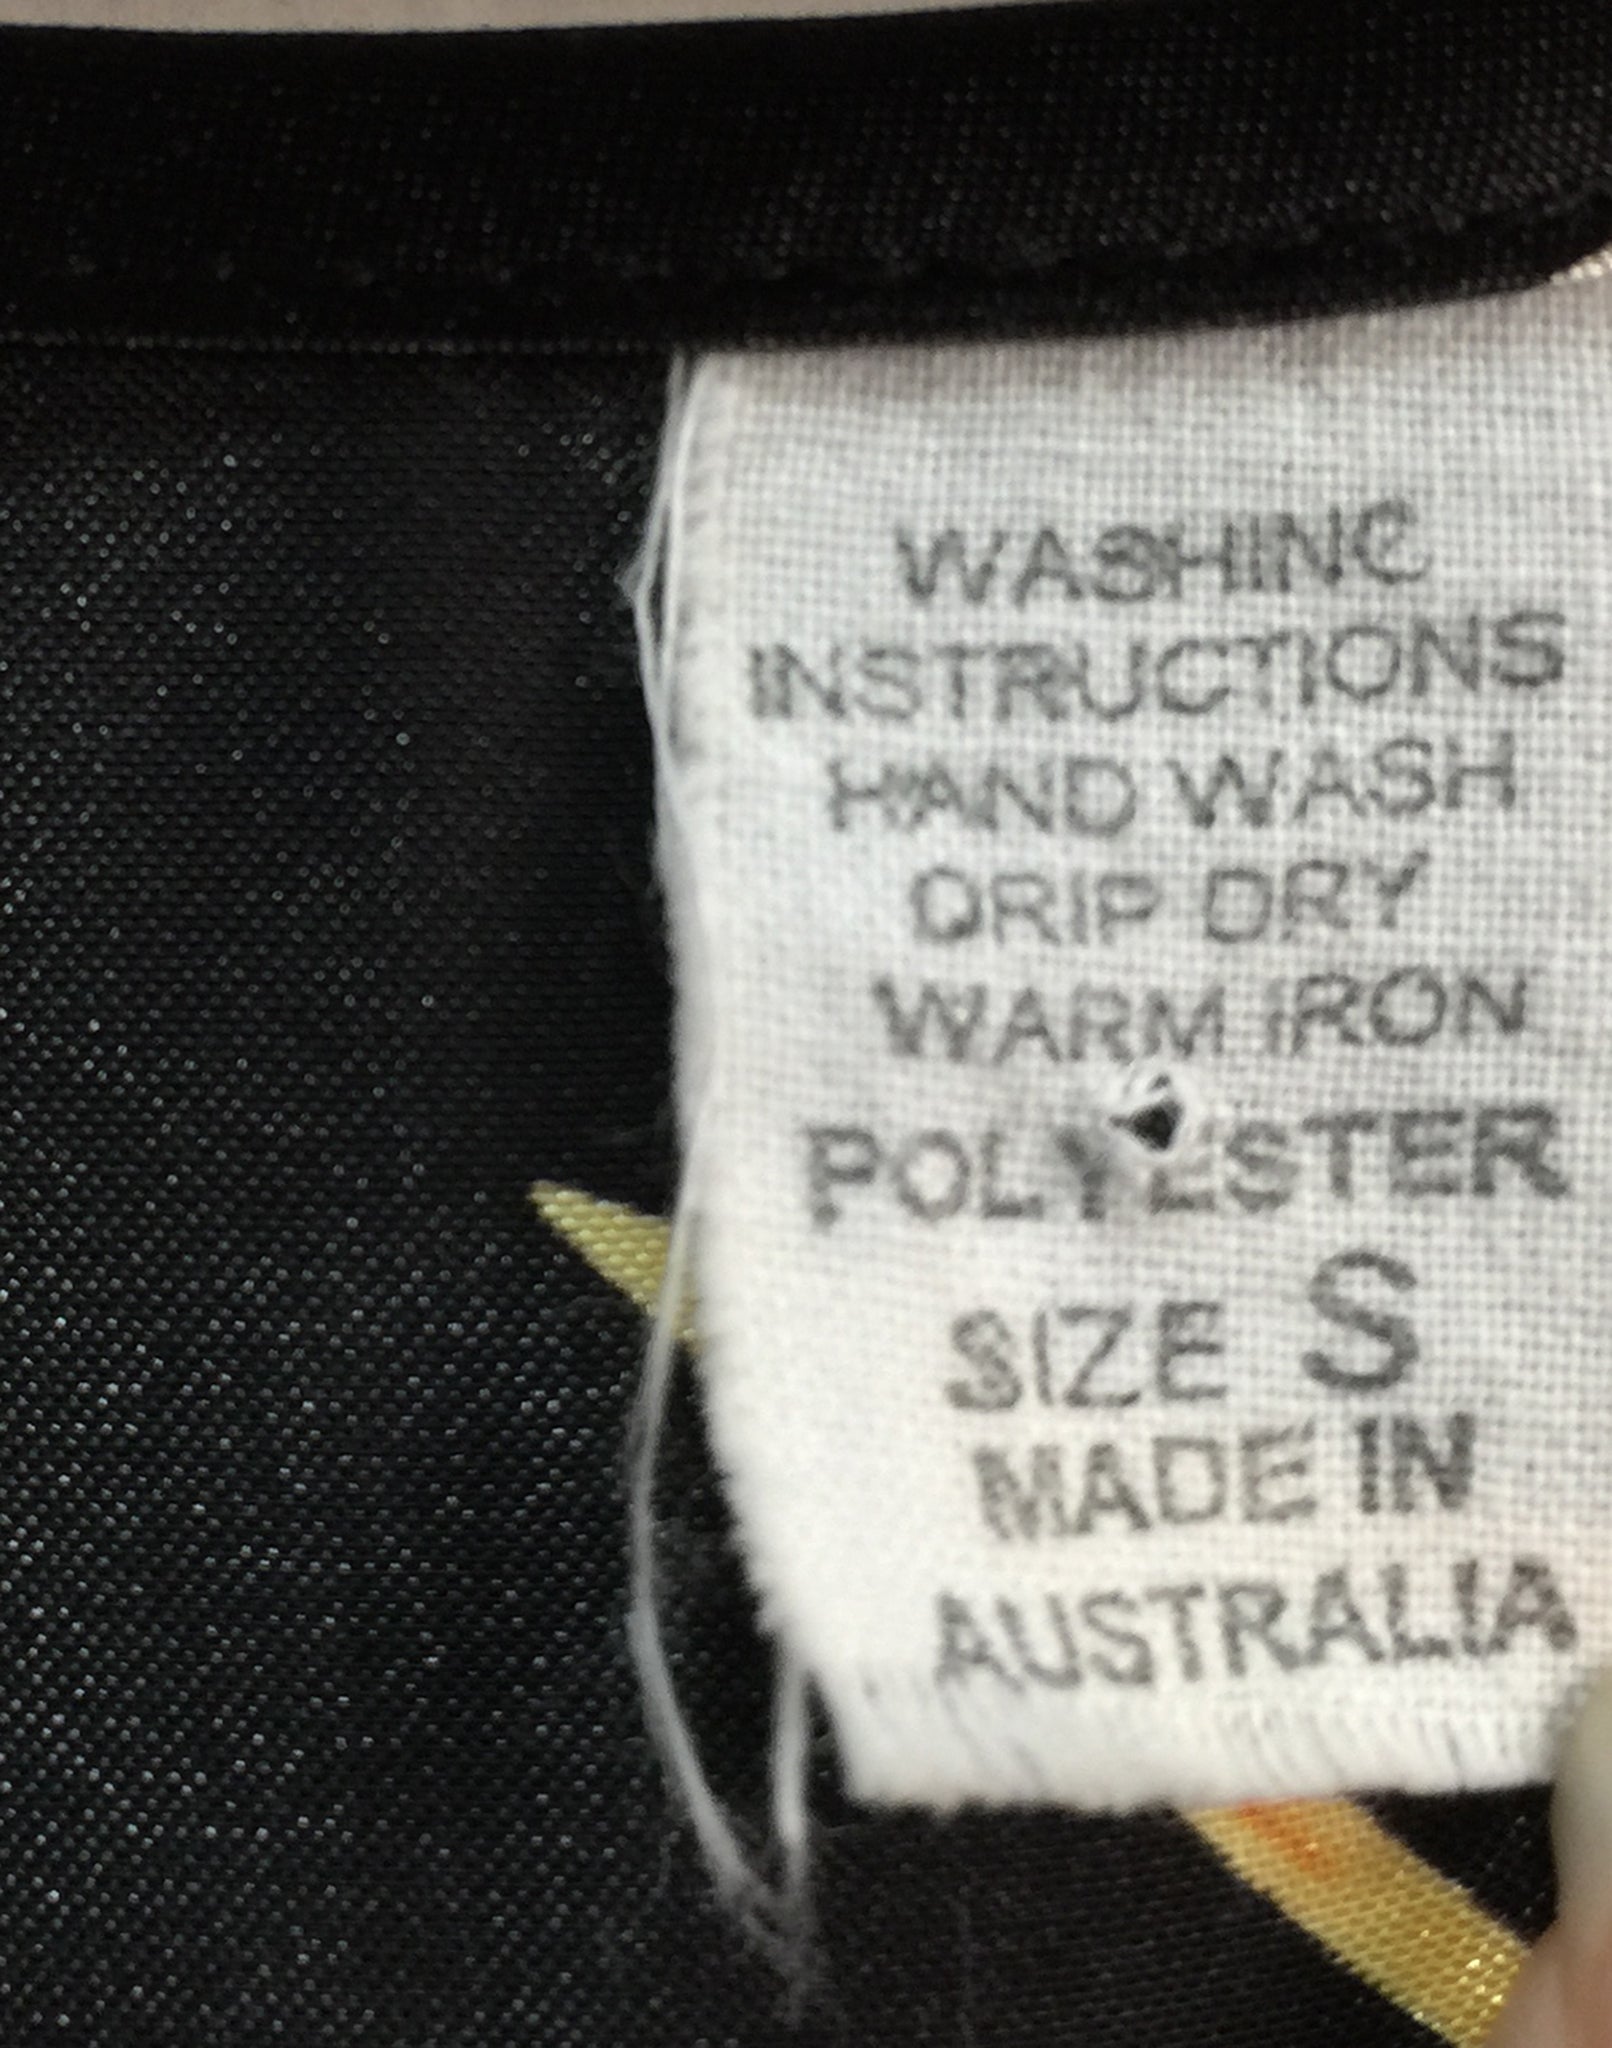 WASHING
INSTRUCTIONS
HAND WASH
DRIP DRY
WARM IRON
POLYESTER
SIZE S
MADE IN
AUSTRALIA